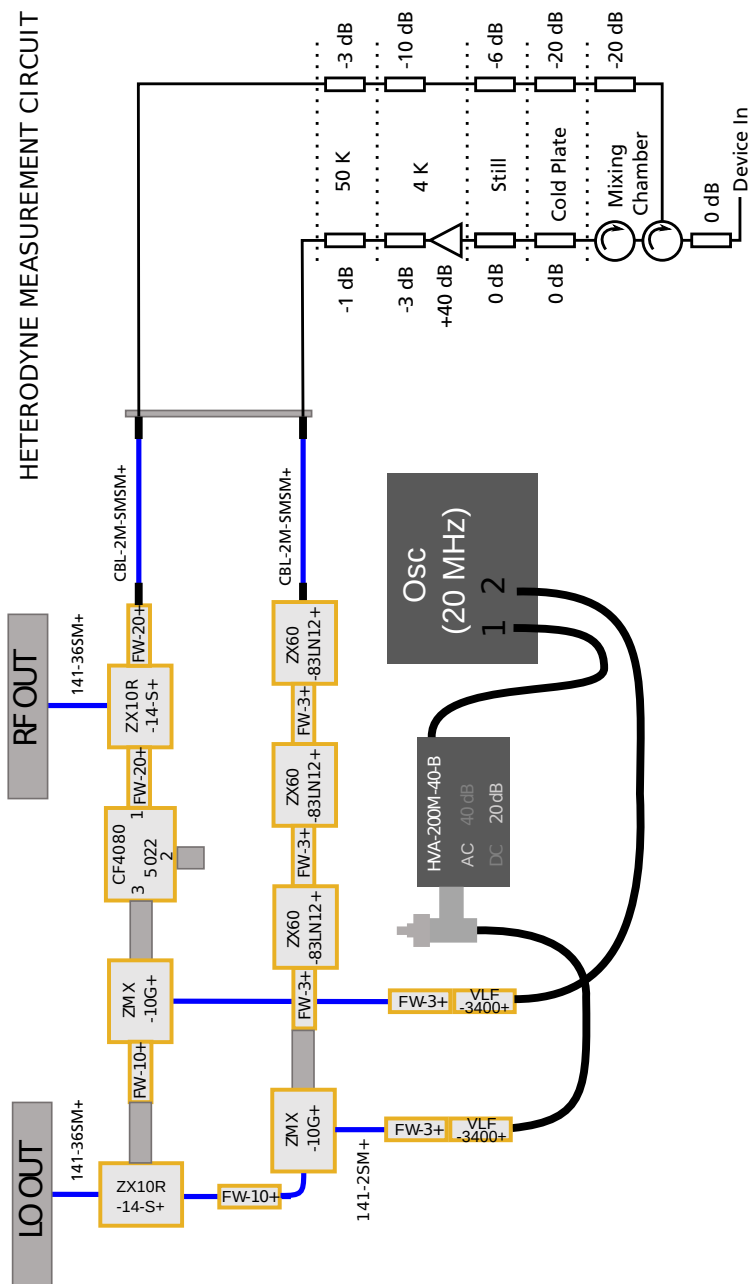 HETERODYNE MEASUREMENT CIRCUIT
-3 dB
-10 dB
-6 dB
-20 dB
-20 dB
50 K
4 K
Still
Cold Plate
Mixing
Chamber
-1 dB
-3 dB
+40 dB
0 dB
0 dB
0 dB
Device In
CBL-2M-SMSM+
CBL-2M-SMSM+
RF OUT
141-36SM+
FW-20+
ZX10R
-14-S+
FW-20+
CF4080
5022
1
2
3
ZMX
-10G+
FW-10+
LO OUT
141-36SM+
ZX10R
-14-S+
FW-10+
ZX60
-83LN12+
FW-3+
ZX60
-83LN12+
FW-3+
ZX60
-83LN12+
FW-3+
ZMX
-10G+
141-2SM+
FW-3+
VLF
-3400+
FW-3+
VLF
-3400+
Osc
(20 MHz)
1 2
HVA-200M-40-B
AC 40 dB
DC 20 dB